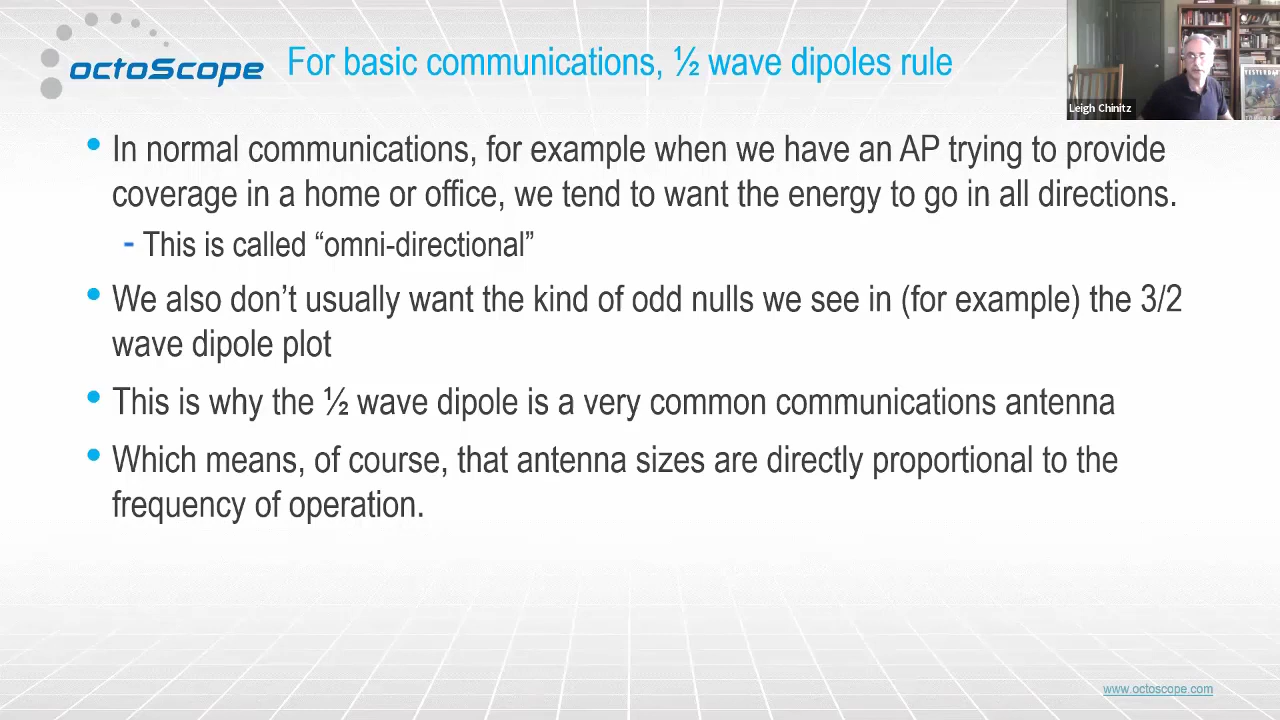 octoScope
For basic communications, ½ wave dipoles rule
Leigh Chinitz
• In normal communications, for example when we have an AP trying to provide
coverage in a home or office, we tend to want the energy to go in all directions.
- This is called “omni-directional”
• We also don’t usually want the kind of odd nulls we see in (for example) the 3/2
wave dipole plot
• This is why the ½ wave dipole is a very common communications antenna
• Which means, of course, that antenna sizes are directly proportional to the
frequency of operation.
www.octoscope.com